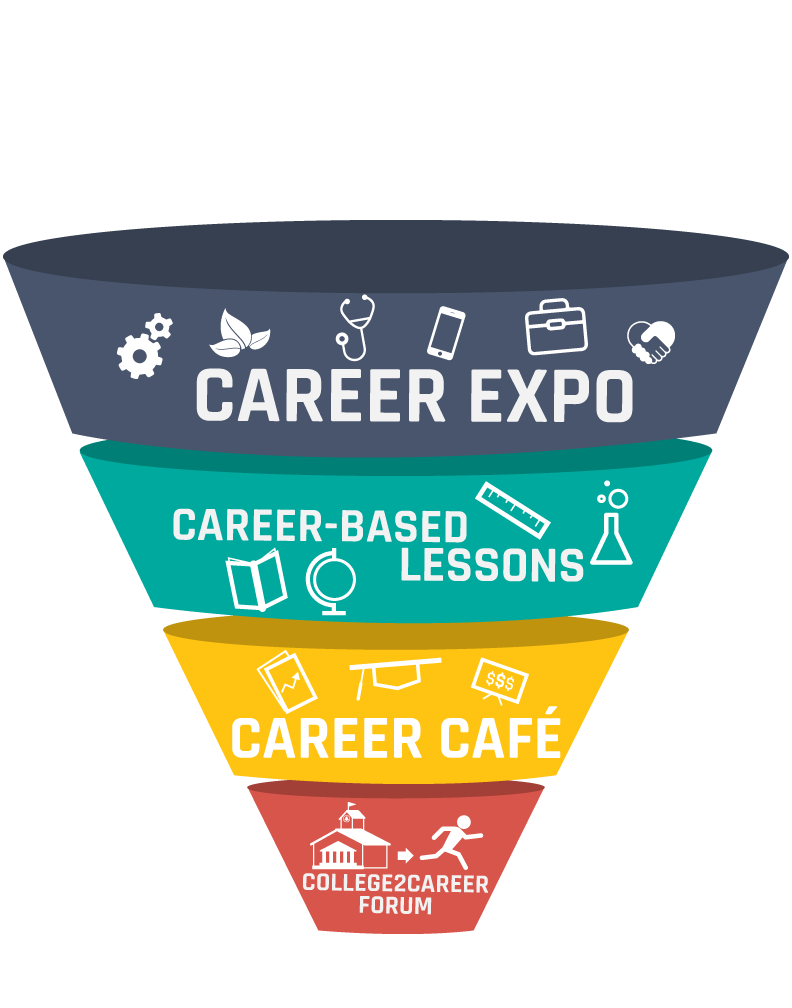 CAREER EXPO
CAREER-BASED
LESSONS
$$$
CAREER CAFÉ
COLLEGE2CAREER
FORUM